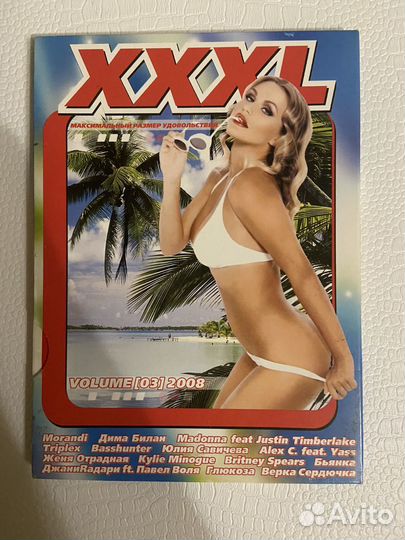 XXXL
МАКСИМАЛЬНЫЙ РАЗМЕР УДОВОЛЬСТВИЯ
VOLUME [03] 2008
Morandi Дима Билан Madonna feat Justin Timberlake
Triplex Basshunter Юлия Савичева Alex C. feat. Yass
Женя Отрадная Kylie Minogue Britney Spears Бьянка
ДжаниRадари ft. Павел Воля Глюкоза Верка Сердючка
Avito